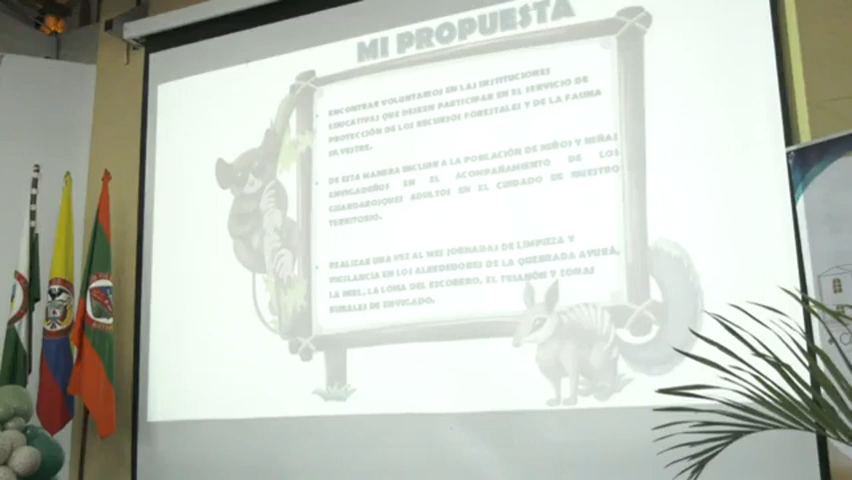 MI PROPUESTA
• ENCONTRAR VOLUNTARIOS EN LAS INSTITUCIONES
EDUCATIVAS QUE DESEEN PARTICIPAR EN EL SERVICIO DE
PROTECCIÓN DE LOS RECURSOS FORESTALES Y DE LA FAUNA
SILVESTRE.
• DE ESTA MANERA INCLUIR A LA POBLACIÓN DE NIÑOS Y NIÑAS
ENVIGADEÑOS EN EL ACOMPAÑAMIENTO DE LOS
GUARDABOSQUES ADULTOS EN EL CUIDADO DE NUESTRO
TERRITORIO.
• REALIZAR UNA VEZ AL MES JORNADAS DE LIMPIEZA Y
VIGILANCIA EN LOS ALREDEDORES DE LA QUEBRADA AYURÁ,
LA MIEL, LA LOMA DEL ESCOBERO, EL TRIANÓN Y ZONAS
RURALES DE ENVIGADO.